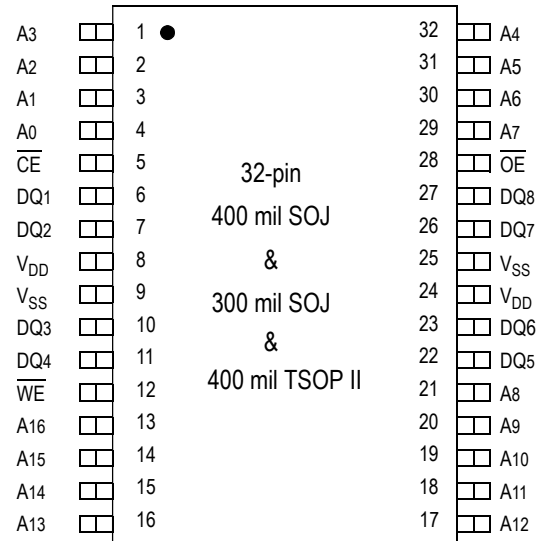 A3 1 32 A4
A2 2 31 A5
A1 3 30 A6
A0 4 29 A7
C̅E̅ 5 28 O̅E̅
DQ1 6 27 DQ8
DQ2 7 26 DQ7
VDD 8 25 VSS
VSS 9 24 VDD
DQ3 10 23 DQ6
DQ4 11 22 DQ5
W̅E̅ 12 21 A8
A16 13 20 A9
A15 14 19 A10
A14 15 18 A11
A13 16 17 A12
32-pin
400 mil SOJ
&
300 mil SOJ
&
400 mil TSOP II